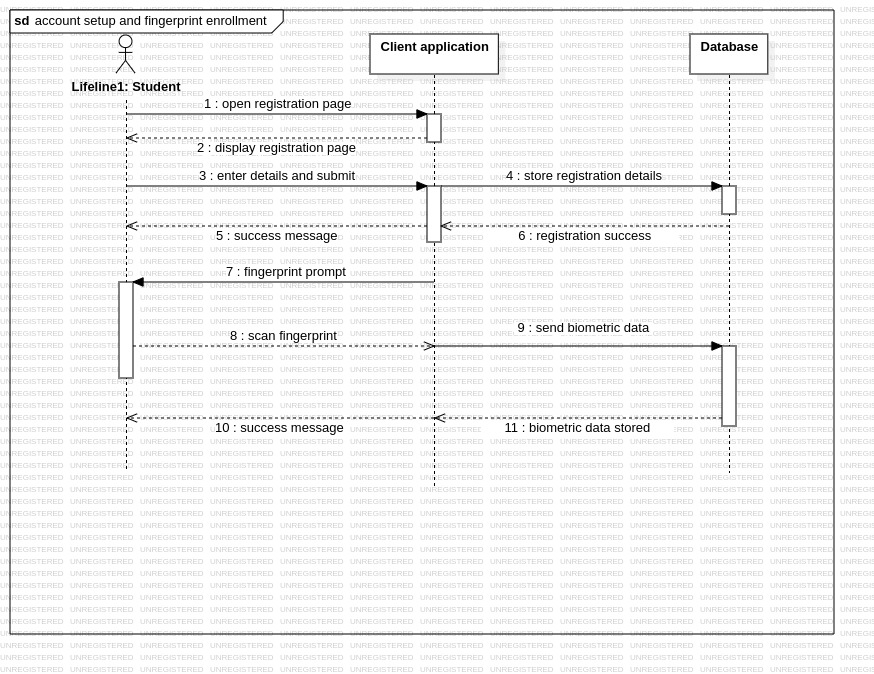 sd account setup and fingerprint enrollment
Client application
Database
Lifeline1: Student
1 : open registration page
2 : display registration page
3 : enter details and submit
4 : store registration details
5 : success message
6 : registration success
7 : fingerprint prompt
8 : scan fingerprint
9 : send biometric data
10 : success message
11 : biometric data stored
UNREGISTERED